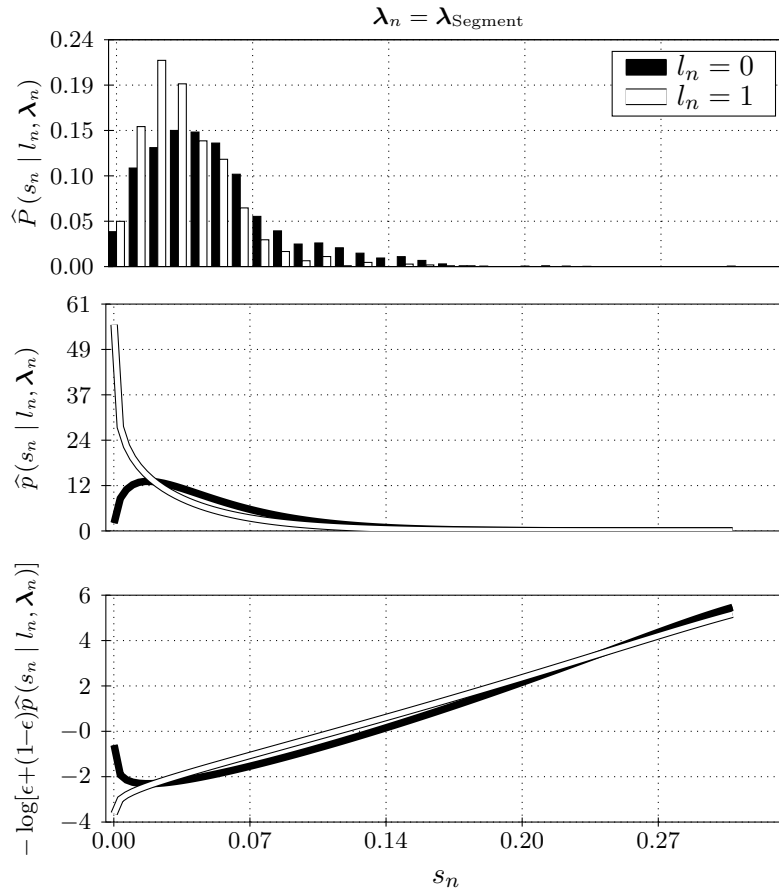 𝝀ₙ = 𝝀Segment
0.24
0.19
0.15
0.10
0.05
0.00
P̂ (sₙ | lₙ, 𝝀ₙ)
lₙ = 0
lₙ = 1
61
49
37
24
12
0
p̂ (sₙ | lₙ, 𝝀ₙ)
6
4
2
−0
−2
−4
− log[ϵ+(1−ϵ)p̂ (sₙ | lₙ, 𝝀ₙ)]
0.00 0.07 0.14 0.20 0.27
sₙ